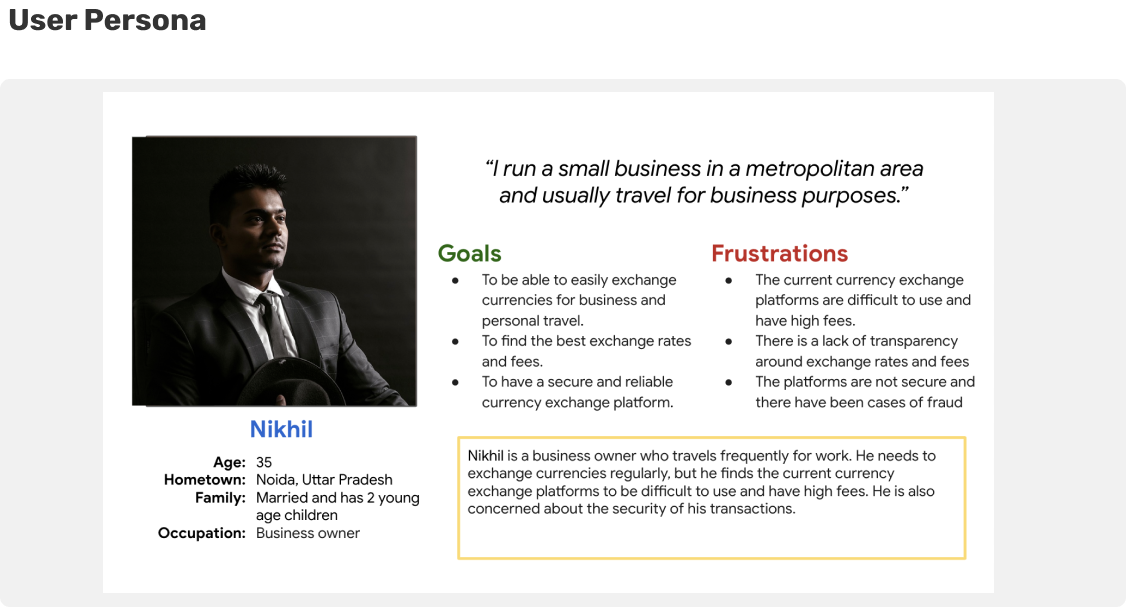 User Persona
“I run a small business in a metropolitan area
and usually travel for business purposes.”
Goals
● To be able to easily exchange
currencies for business and
personal travel.
● To find the best exchange rates
and fees.
● To have a secure and reliable
currency exchange platform.
Frustrations
● The current currency exchange
platforms are difficult to use and
have high fees.
● There is a lack of transparency
around exchange rates and fees
● The platforms are not secure and
there have been cases of fraud
Nikhil
Age: 35
Hometown: Noida, Uttar Pradesh
Family: Married and has 2 young
age children
Occupation: Business owner
Nikhil is a business owner who travels frequently for work. He needs to
exchange currencies regularly, but he finds the current currency
exchange platforms to be difficult to use and have high fees. He is also
concerned about the security of his transactions.